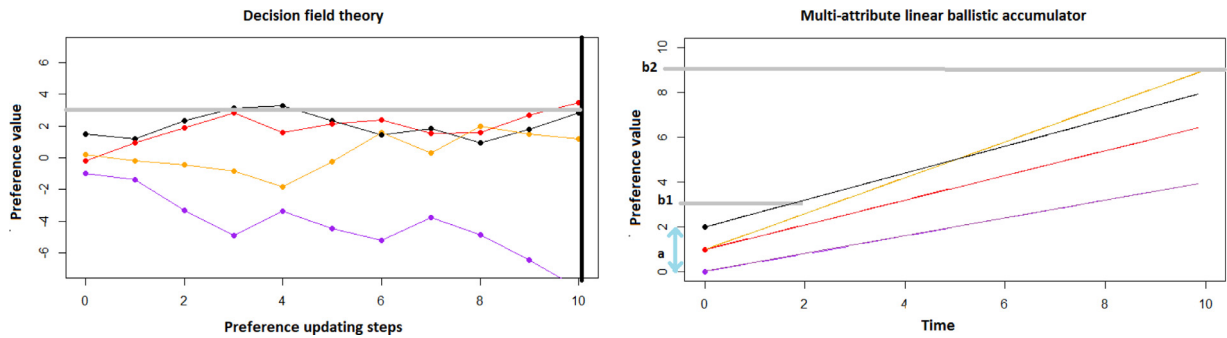 Decision field theory
Preference value
6
4
2
0
-2
-4
-6
0
2
4
6
8
10
Preference updating steps
Multi-attribute linear ballistic accumulator
Preference value
10
b2
8
6
4
b1
2
a
0
0
2
4
6
8
10
Time